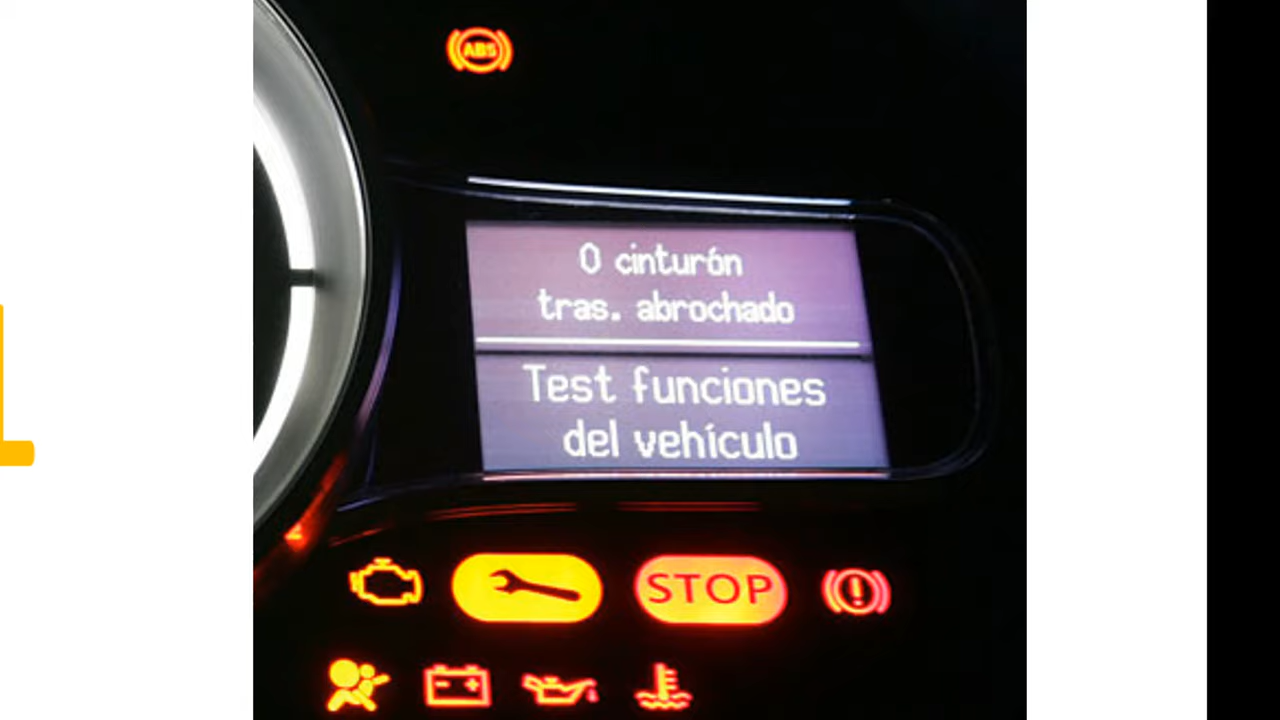 ABS
0 cinturón
tras. abrochado
Test funciones
del vehículo
STOP